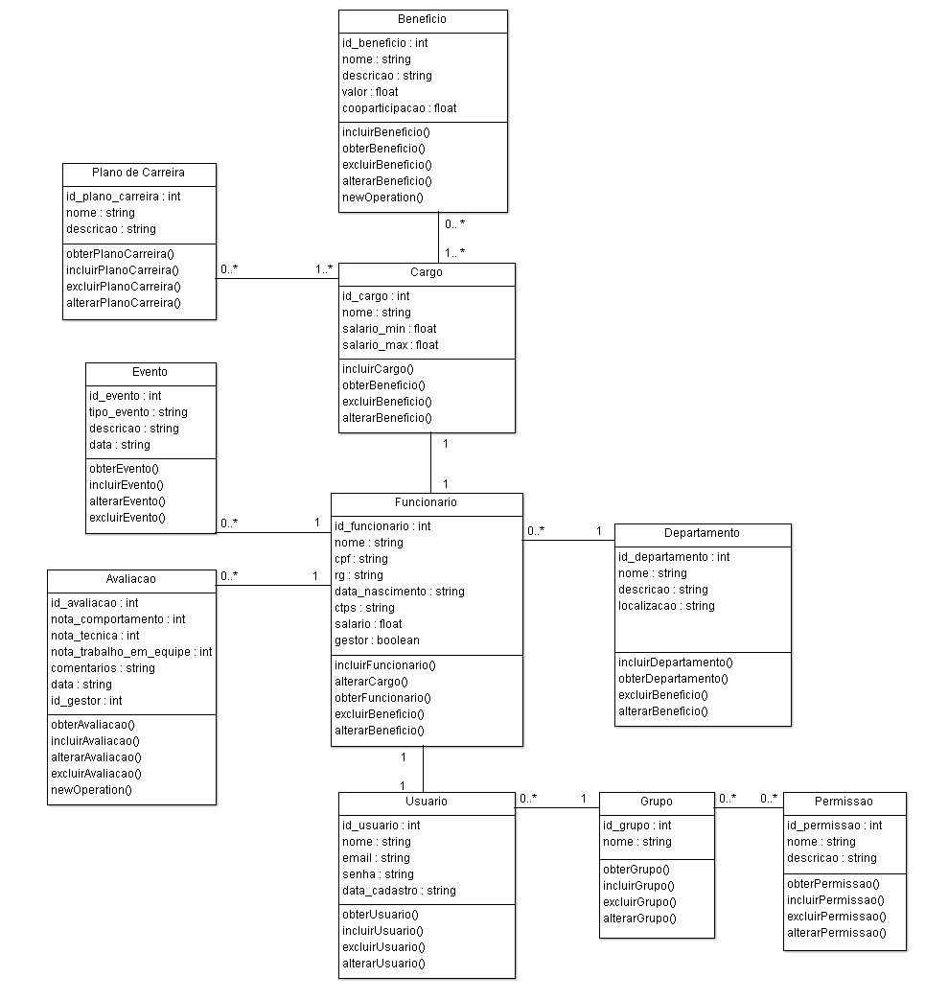 Beneficio
id_beneficio : int
nome : string
descricao : string
valor : float
cooparticipacao : float
incluirBeneficio()
obterBeneficio()
excluirBeneficio()
alterarBeneficio()
newOperation()
0.. *
1.. *
Plano de Carreira
id_plano_carreira : int
nome : string
descricao : string
obterPlanoCarreira()
incluirPlanoCarreira()
excluirPlanoCarreira()
alterarPlanoCarreira()
0..*
1..*
Cargo
id_cargo : int
nome : string
salario_min : float
salario_max : float
incluirCargo()
obterBeneficio()
excluirBeneficio()
alterarBeneficio()
1
1
Evento
id_evento : int
tipo_evento : string
descricao : string
data : string
obterEvento()
incluirEvento()
alterarEvento()
excluirEvento()
0..*
1
Funcionario
id_funcionario : int
nome : string
cpf : string
rg : string
data_nascimento : string
ctps : string
salario : float
gestor : boolean
incluirFuncionario()
alterarCargo()
obterFuncionario()
excluirBeneficio()
alterarBeneficio()
0..*
1
Departamento
id_departamento : int
nome : string
descricao : string
localizacao : string
incluirDepartamento()
obterDepartamento()
excluirBeneficio()
alterarBeneficio()
Avaliacao
id_avaliacao : int
nota_comportamento : int
nota_tecnica : int
nota_trabalho_em_equipe : int
comentarios : string
data : string
id_gestor : int
obterAvaliacao()
incluirAvaliacao()
alterarAvaliacao()
excluirAvaliacao()
newOperation()
0..*
1
1
1
Usuario
id_usuario : int
nome : string
email : string
senha : string
data_cadastro : string
obterUsuario()
incluirUsuario()
excluirUsuario()
alterarUsuario()
0..*
1
Grupo
id_grupo : int
nome : string
obterGrupo()
incluirGrupo()
excluirGrupo()
alterarGrupo()
0..*
0..*
Permissao
id_permissao : int
nome : string
descricao : string
obterPermissao()
incluirPermissao()
excluirPermissao()
alterarPermissao()